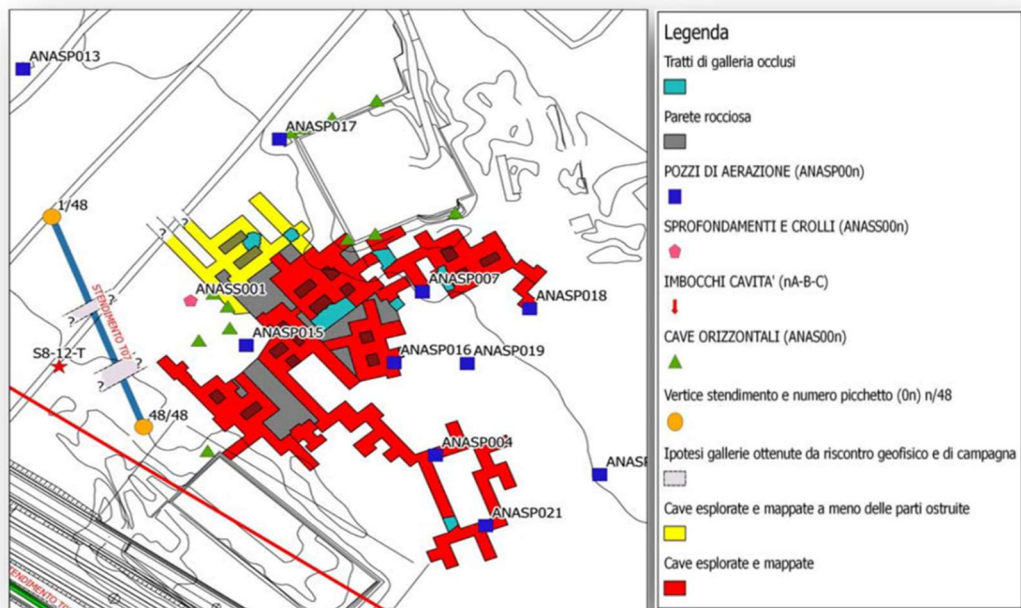 ANASP013
ANASP017
1/48
?
?
ANASS001
ANASP007
ANASP018
STENDIMENTO T07
?
?
ANASP015
S8-12-T
ANASP016
ANASP019
?
?
48/48
ANASP004
ANASP
ANASP021
Legenda
Tratti di galleria occlusi
Parete rocciosa
POZZI DI AERAZIONE (ANASP00n)
SPROFONDAMENTI E CROLLI (ANASS00n)
IMBOCCHI CAVITA' (nA-B-C)
CAVE ORIZZONTALI (ANAS00n)
Vertice stendimento e numero picchetto (0n) n/48
Ipotesi gallerie ottenute da riscontro geofisico e di campagna
Cave esplorate e mappate a meno delle parti ostruite
Cave esplorate e mappate